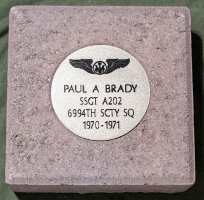 PAUL A BRADY
SSGT A202
6994TH SCTY SQ
1970-1971